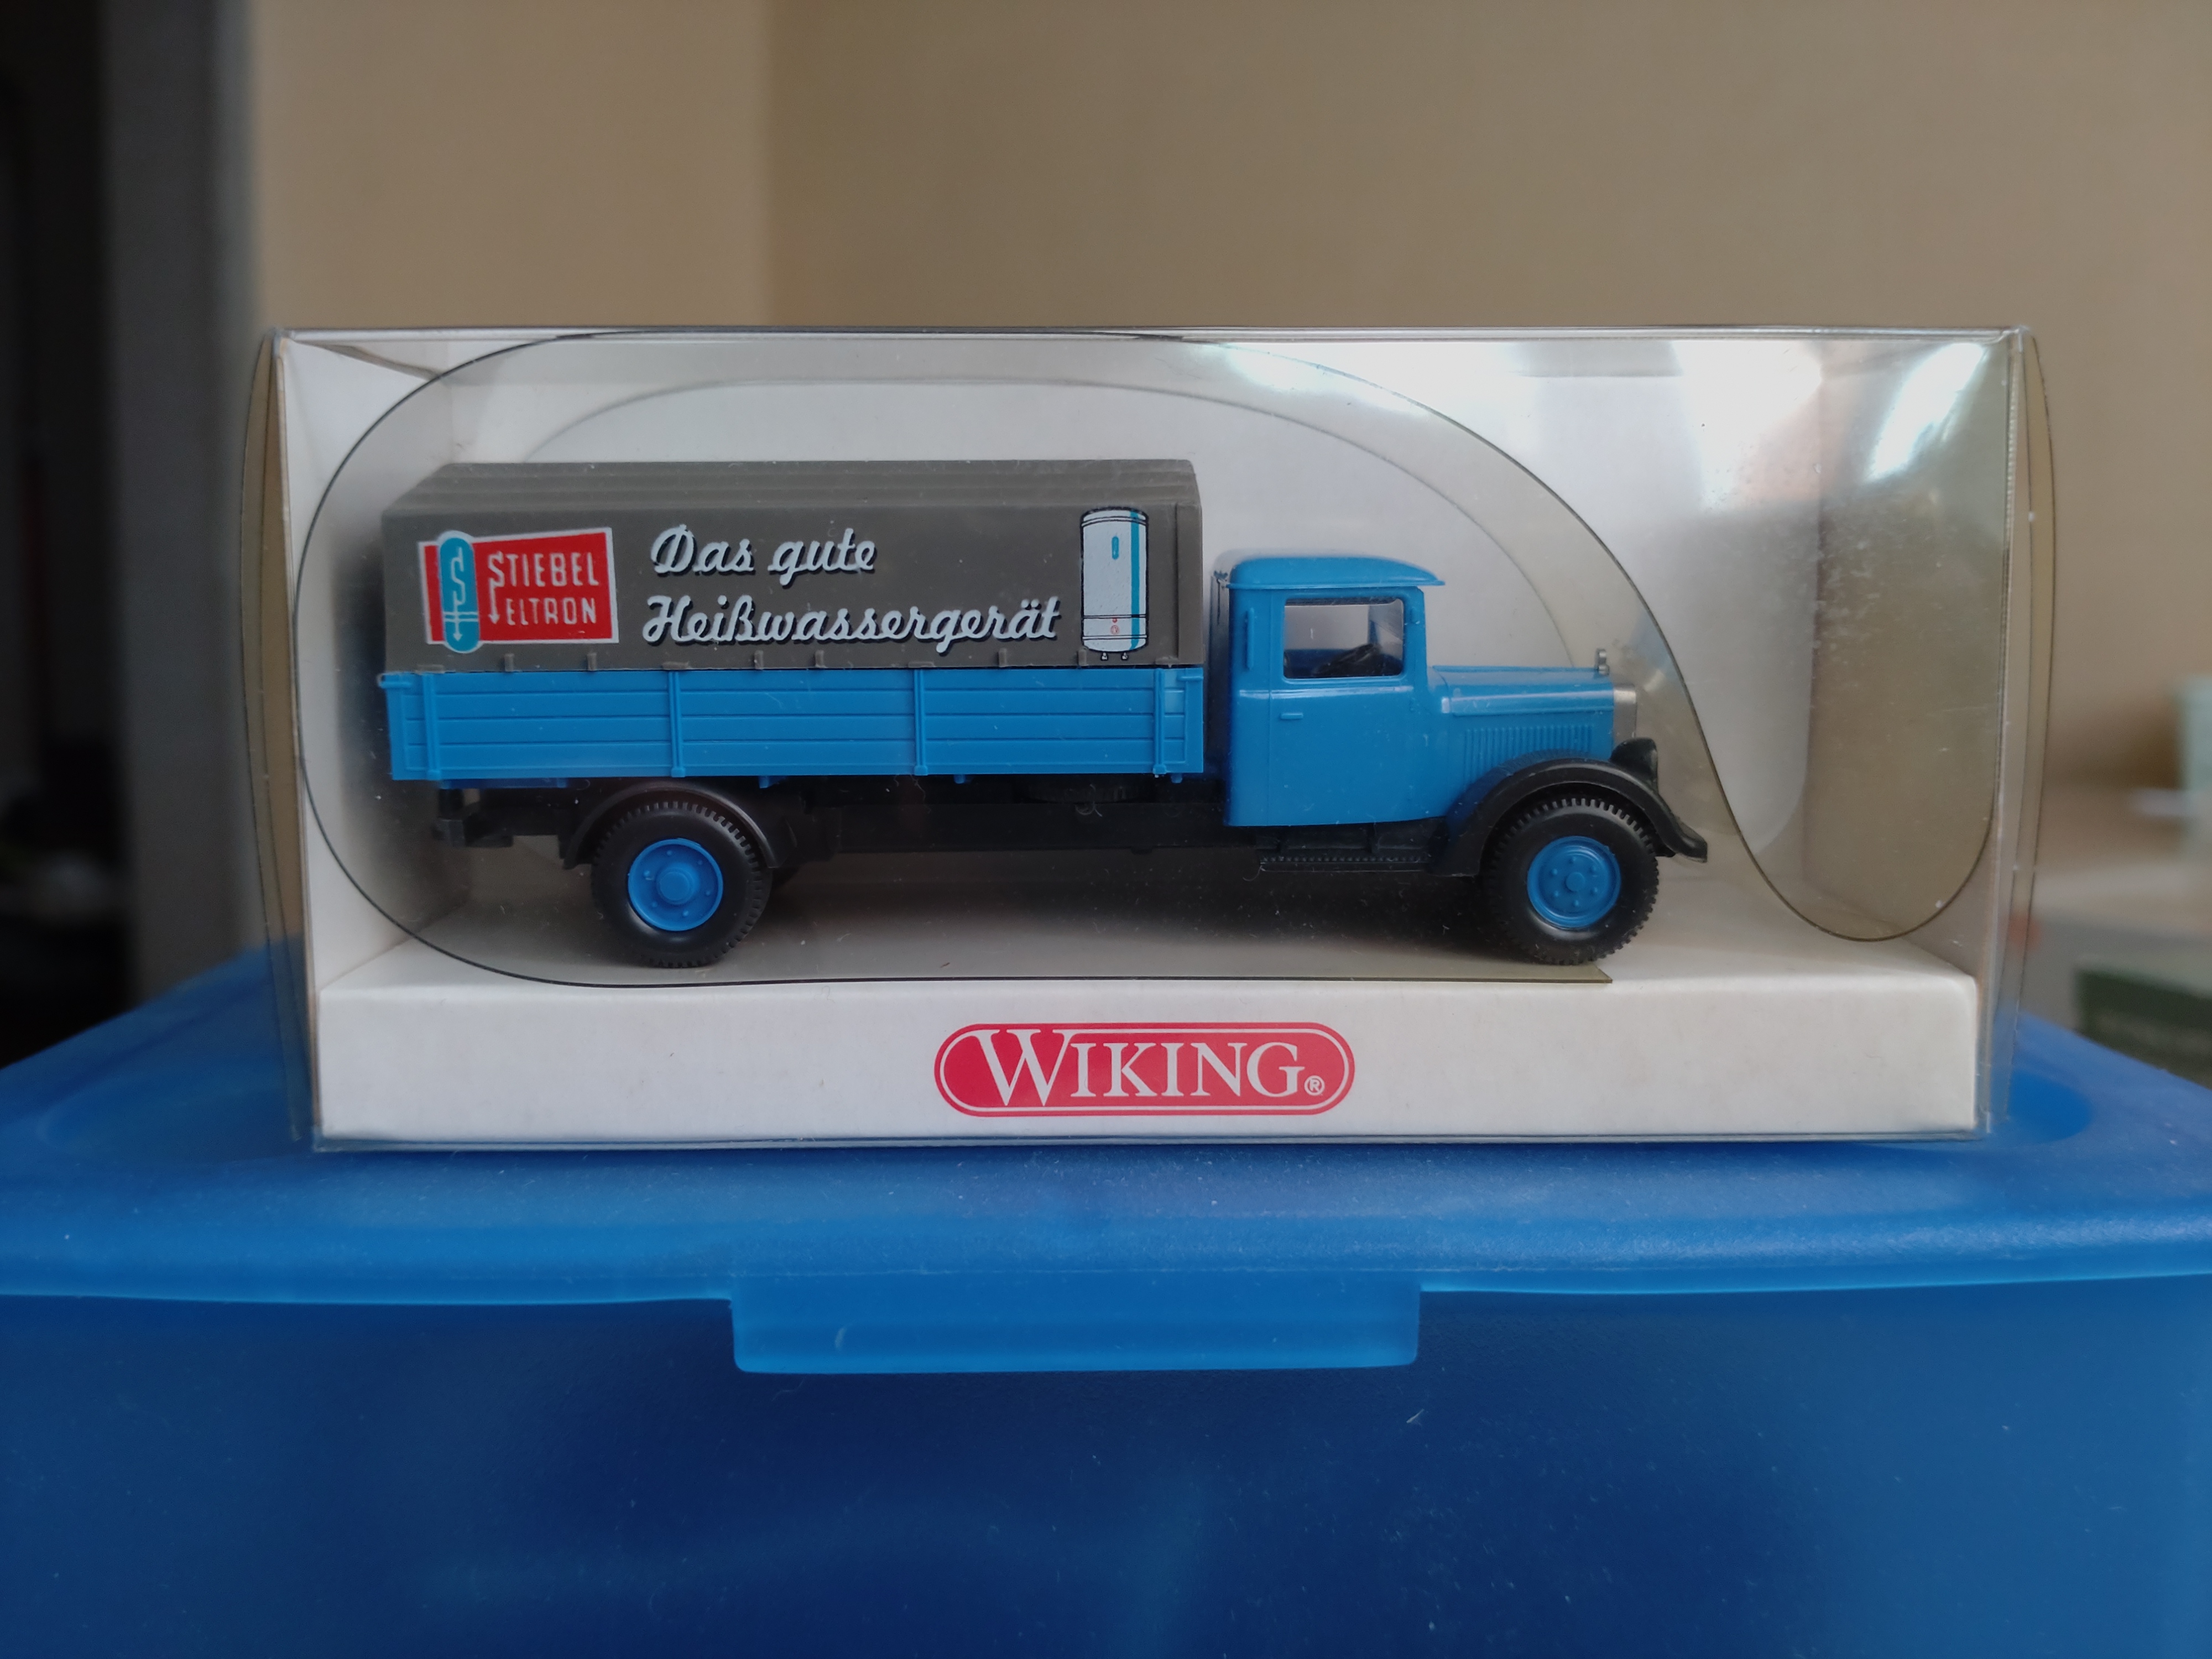 STIEBEL
ELTRON
Das gute
Heißwassergerät
WIKING®